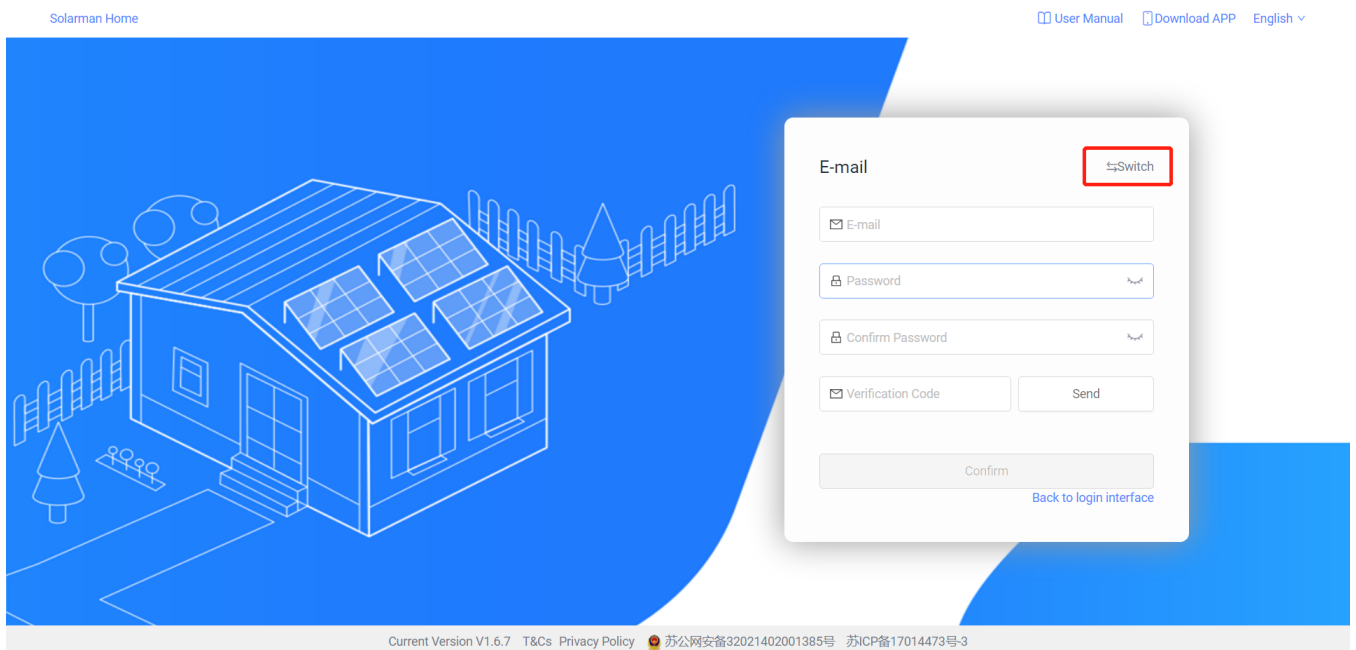 Solarman Home
User Manual
Download APP
English
E-mail
Switch
E-mail
Password
Confirm Password
Verification Code
Send
Confirm
Back to login interface
Current Version V1.6.7 T&Cs Privacy Policy 苏公网安备32021402001385号 苏ICP备17014473号-3